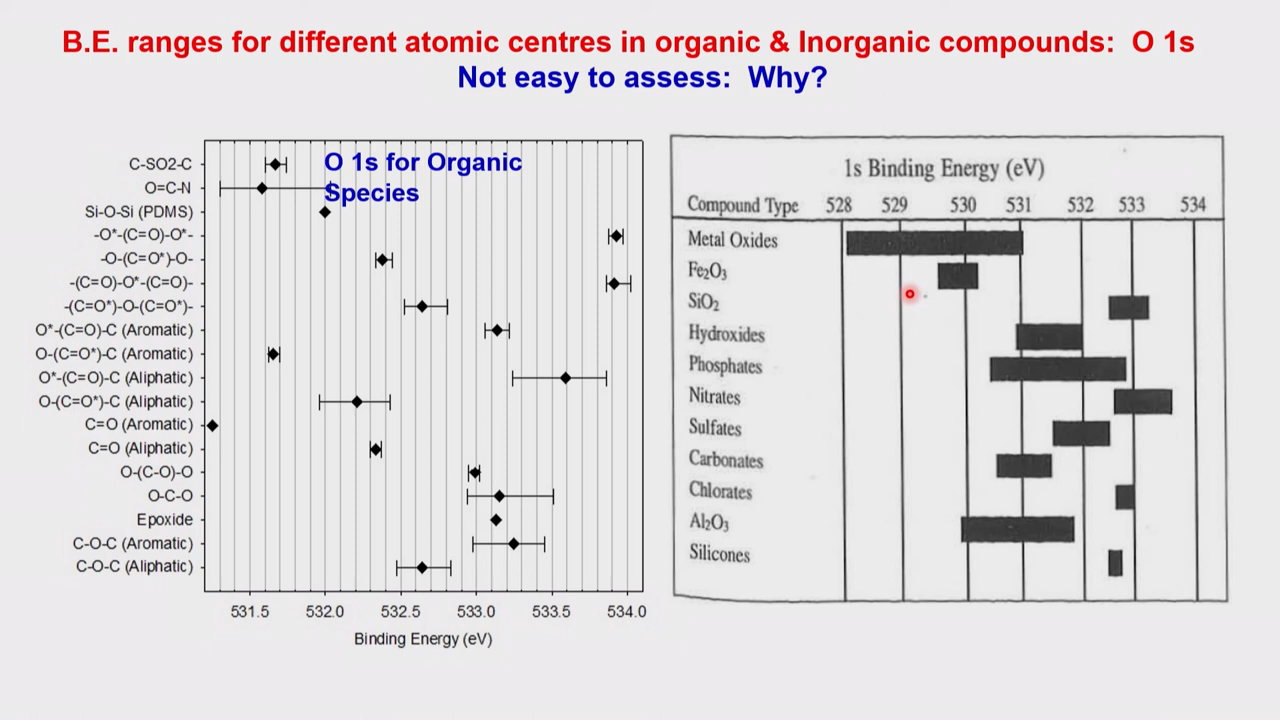 B.E. ranges for different atomic centres in organic & Inorganic compounds:  O 1s
Not easy to assess:  Why?
O 1s for Organic
Species
C-SO2-C
O=C-N
Si-O-Si (PDMS)
-O*-(C=O)-O*-
-O-(C=O*)-O-
-(C=O)-O*-(C=O)-
-(C=O*)-O-(C=O*)-
O*-(C=O)-C (Aromatic)
O-(C=O*)-C (Aromatic)
O*-(C=O)-C (Aliphatic)
O-(C=O*)-C (Aliphatic)
C=O (Aromatic)
C=O (Aliphatic)
O-(C-O)-O
O-C-O
Epoxide
C-O-C (Aromatic)
C-O-C (Aliphatic)
531.5 532.0 532.5 533.0 533.5 534.0
Binding Energy (eV)
1s Binding Energy (eV)
Compound Type 528 529 530 531 532 533 534
Metal Oxides
Fe₂O₃
SiO₂
Hydroxides
Phosphates
Nitrates
Sulfates
Carbonates
Chlorates
Al₂O₃
Silicones